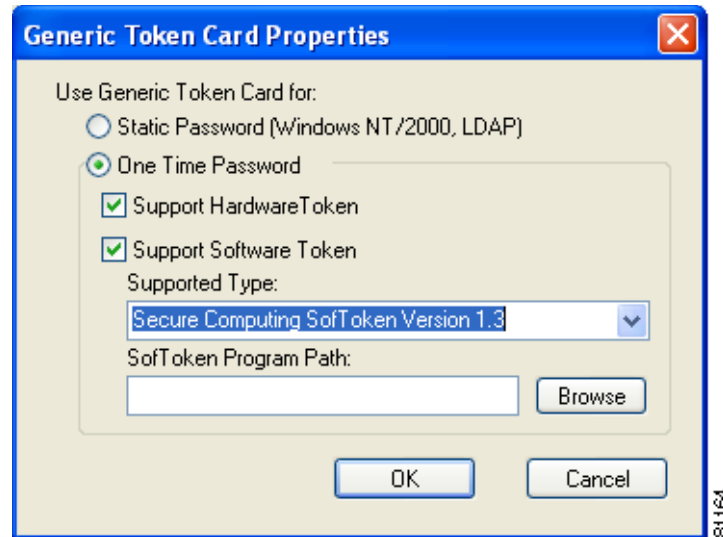 Generic Token Card Properties
Use Generic Token Card for:
Static Password (Windows NT/2000, LDAP)
One Time Password
Support HardwareToken
Support Software Token
Supported Type:
Secure Computing SofToken Version 1.3
SofToken Program Path:
Browse
OK
Cancel